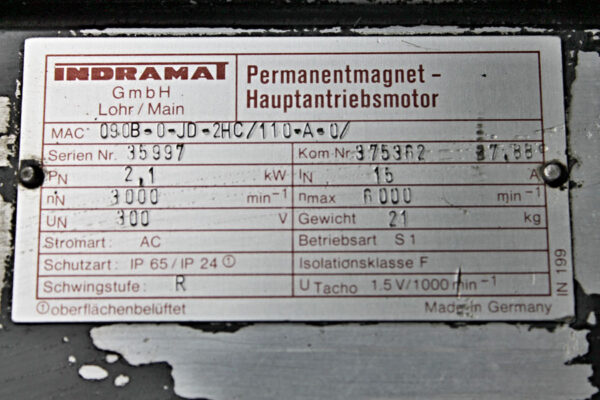 INDRAMAT
GmbH
Lohr/Main
Permanentmagnet-
Hauptantriebsmotor
MAC 090B-0-JD-2HC/110-A-0/
Serien Nr. 35997 Kom Nr. 375362 37.88
PN 2,1 kW IN 15 A
nN 3000 min⁻¹ nmax 6000 min⁻¹
UN 300 V Gewicht 21 kg
Stromart: AC Betriebsart S1
Schutzart: IP 65/IP 24 ① Isolationsklasse F
Schwingstufe: R U Tacho 1.5 V/1000 min⁻¹
①oberflächenbelüftet Made in Germany
IN 199